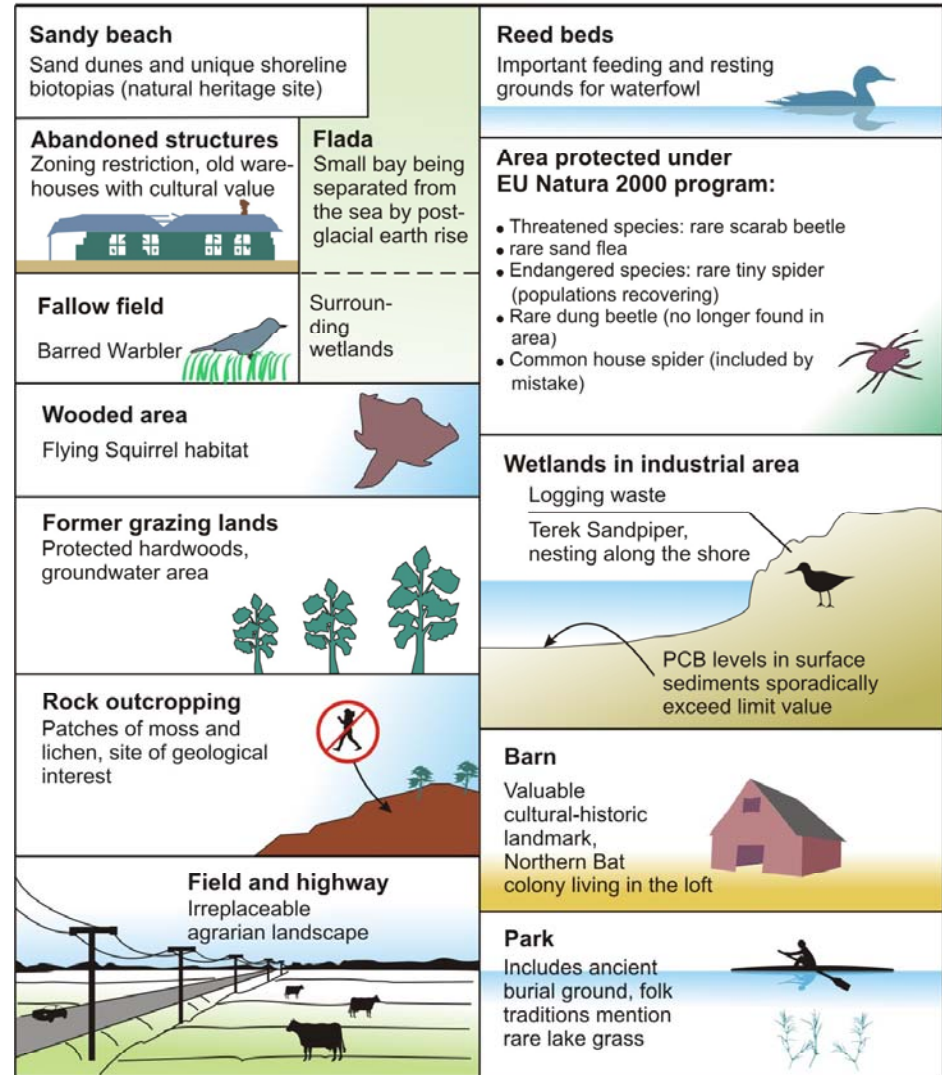 Sandy beach
Sand dunes and unique shoreline
biotopias (natural heritage site)
Abandoned structures
Zoning restriction, old ware-
houses with cultural value
Flada
Small bay being
separated from
the sea by post-
glacial earth rise
Fallow field
Barred Warbler
Surroun-
ding
wetlands
Wooded area
Flying Squirrel habitat
Former grazing lands
Protected hardwoods,
groundwater area
Rock outcropping
Patches of moss and
lichen, site of geological
interest
Field and highway
Irreplaceable
agrarian landscape
Reed beds
Important feeding and resting
grounds for waterfowl
Area protected under
EU Natura 2000 program:
• Threatened species: rare scarab beetle
• rare sand flea
• Endangered species: rare tiny spider
(populations recovering)
• Rare dung beetle (no longer found in
area)
• Common house spider (included by
mistake)
Wetlands in industrial area
Logging waste
Terek Sandpiper,
nesting along the shore
PCB levels in surface
sediments sporadically
exceed limit value
Barn
Valuable
cultural-historic
landmark,
Northern Bat
colony living in the loft
Park
Includes ancient
burial ground, folk
traditions mention
rare lake grass